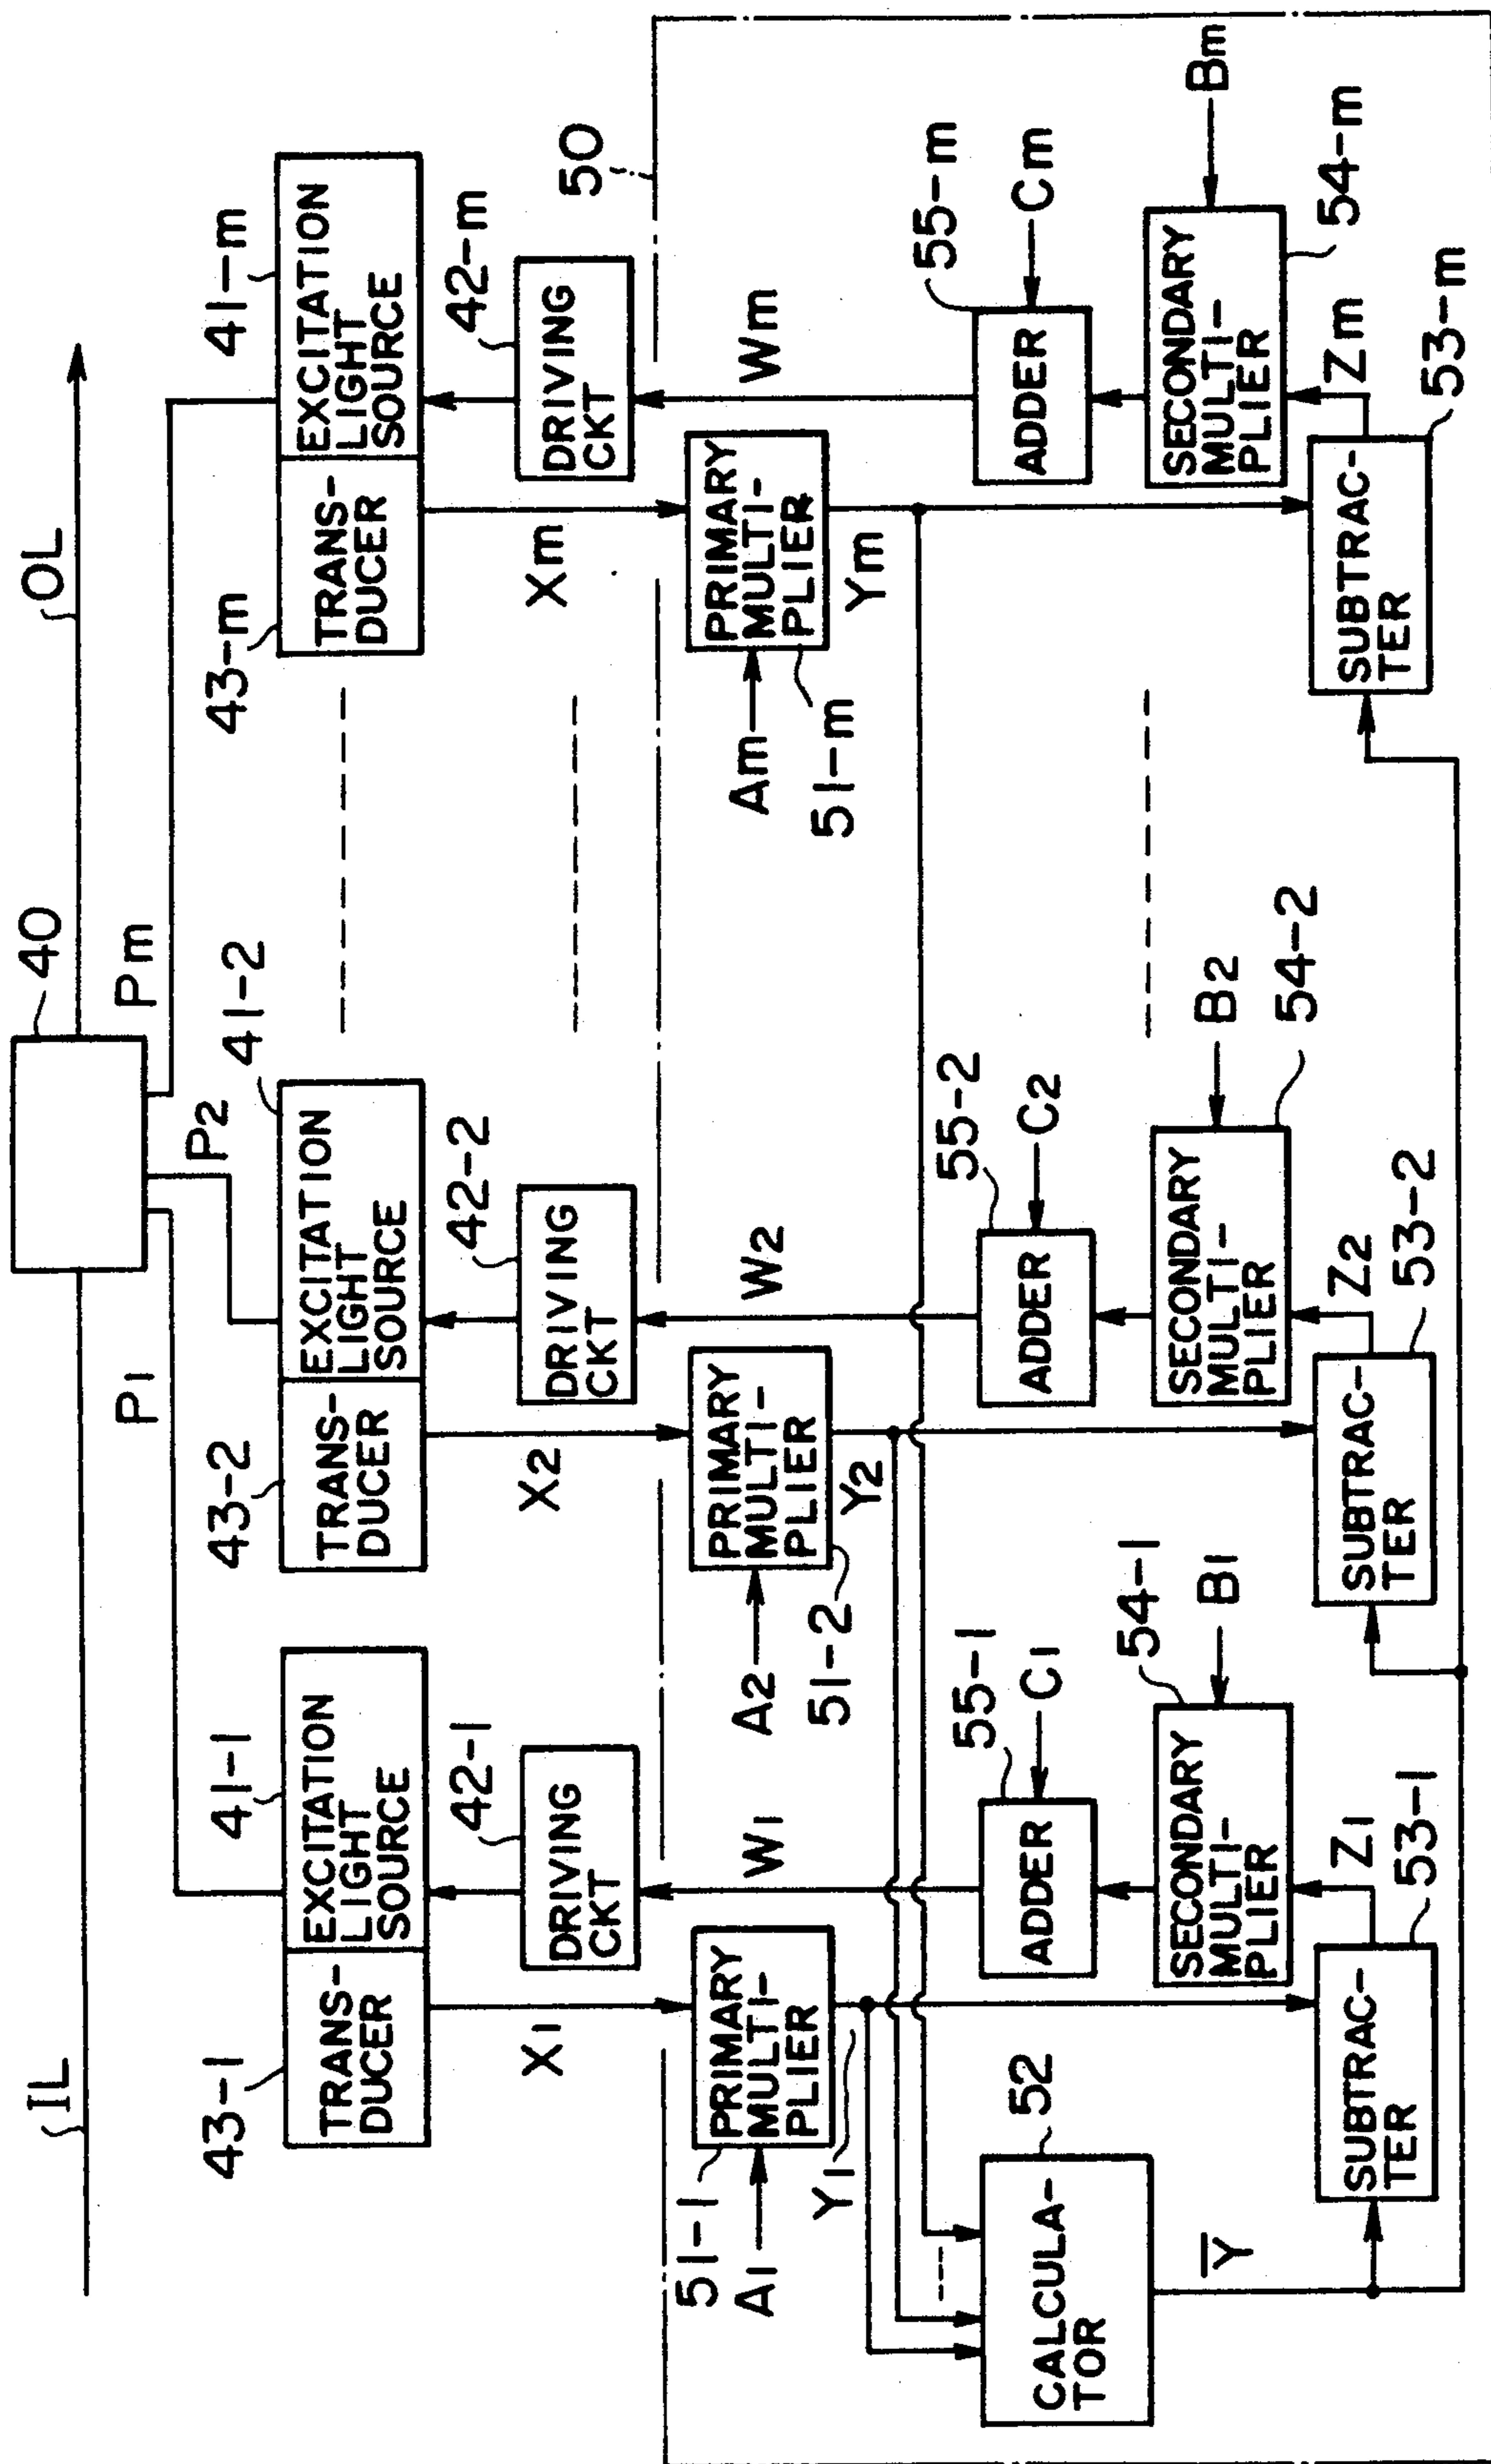 IL
40
OL
P1
P2
Pm
43-1
41-1
43-2
41-2
43-m
41-m
TRANS-
DUCER
EXCITATION
LIGHT
SOURCE
TRANS-
DUCER
EXCITATION
LIGHT
SOURCE
TRANS-
DUCER
EXCITATION
LIGHT
SOURCE
42-1
42-2
42-m
X1
DRIVING
CKT
X2
DRIVING
CKT
Xm
DRIVING
CKT
50
51-1
A1
PRIMARY
MULTI-
PLIER
W1
A2
51-2
PRIMARY
MULTI-
PLIER
W2
Am
51-m
PRIMARY
MULTI-
PLIER
Wm
Y1
Y2
Ym
52
CALCULA-
TOR
55-1
ADDER
C1
55-2
ADDER
C2
55-m
ADDER
Cm
SECONDARY
MULTI-
PLIER
54-1
B1
SECONDARY
MULTI-
PLIER
B2
54-2
SECONDARY
MULTI-
PLIER
Bm
54-m
Y̅
Z1
Z2
Zm
SUBTRAC-
TER
53-1
SUBTRAC-
TER
53-2
SUBTRAC-
TER
53-m